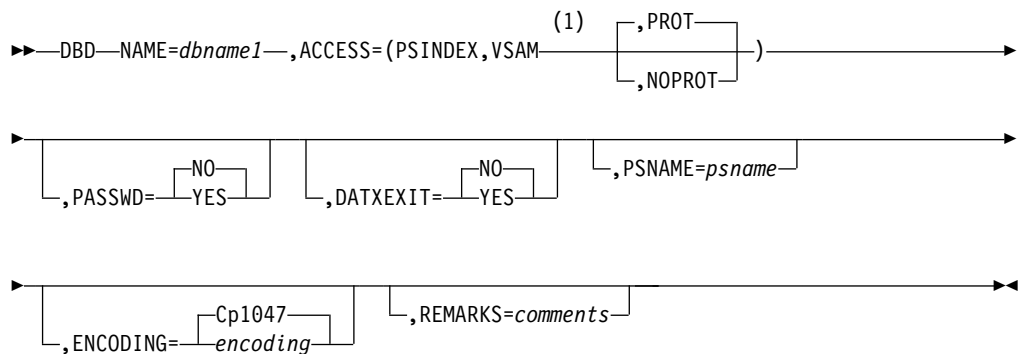 (1) ,PROT
DBD NAME=dbname1 ,ACCESS=(PSINDEX,VSAM )
,NOPROT
NO NO ,PSNAME=psname
,PASSWD= YES ,DATXEXIT= YES
Cp1047 ,REMARKS=comments
,ENCODING= encoding